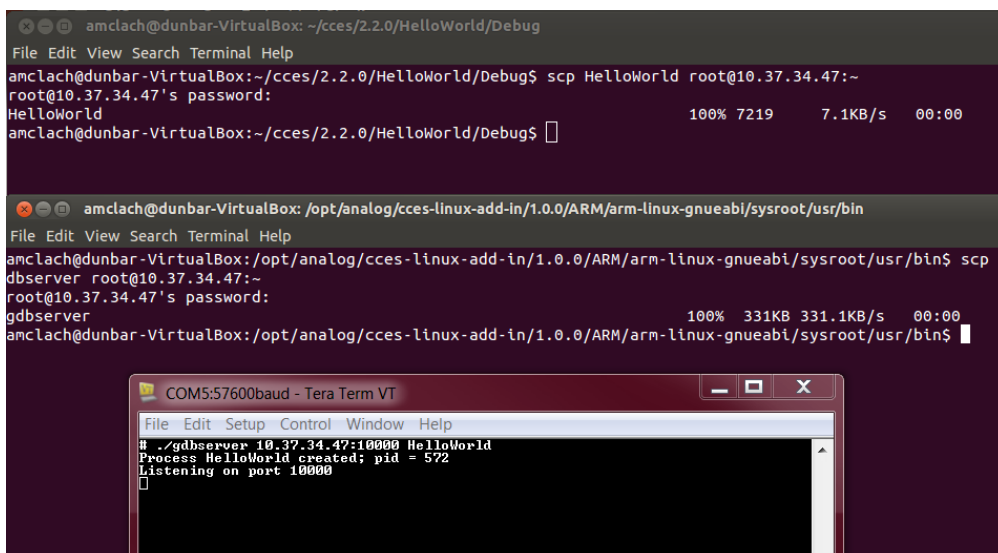 amclach@dunbar-VirtualBox: ~/cces/2.2.0/HelloWorld/Debug
File Edit View Search Terminal Help
amclach@dunbar-VirtualBox:~/cces/2.2.0/HelloWorld/Debug$ scp HelloWorld root@10.37.34.47:~
root@10.37.34.47's password:
HelloWorld 100% 7219 7.1KB/s 00:00
amclach@dunbar-VirtualBox:~/cces/2.2.0/HelloWorld/Debug$
amclach@dunbar-VirtualBox: /opt/analog/cces-linux-add-in/1.0.0/ARM/arm-linux-gnueabi/sysroot/usr/bin
File Edit View Search Terminal Help
amclach@dunbar-VirtualBox:/opt/analog/cces-linux-add-in/1.0.0/ARM/arm-linux-gnueabi/sysroot/usr/bin$ scp
dbserver root@10.37.34.47:~
root@10.37.34.47's password:
gdbserver 100% 331KB 331.1KB/s 00:00
amclach@dunbar-VirtualBox:/opt/analog/cces-linux-add-in/1.0.0/ARM/arm-linux-gnueabi/sysroot/usr/bin$
COM5:57600baud - Tera Term VT
File Edit Setup Control Window Help
# ./gdbserver 10.37.34.47:10000 HelloWorld
Process HelloWorld created; pid = 572
Listening on port 10000